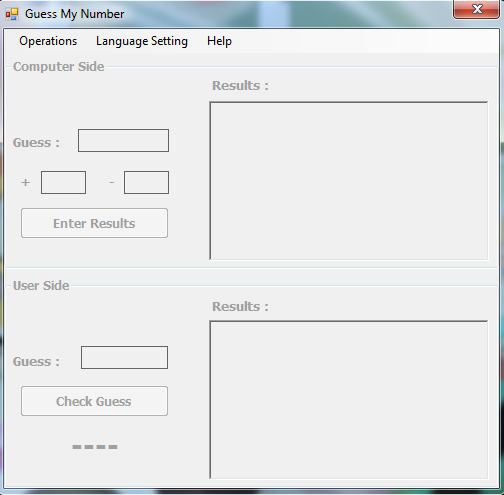 Guess My Number
Operations Language Setting Help
Computer Side
Results :
Guess :
+ -
Enter Results
User Side
Results :
Guess :
Check Guess
----